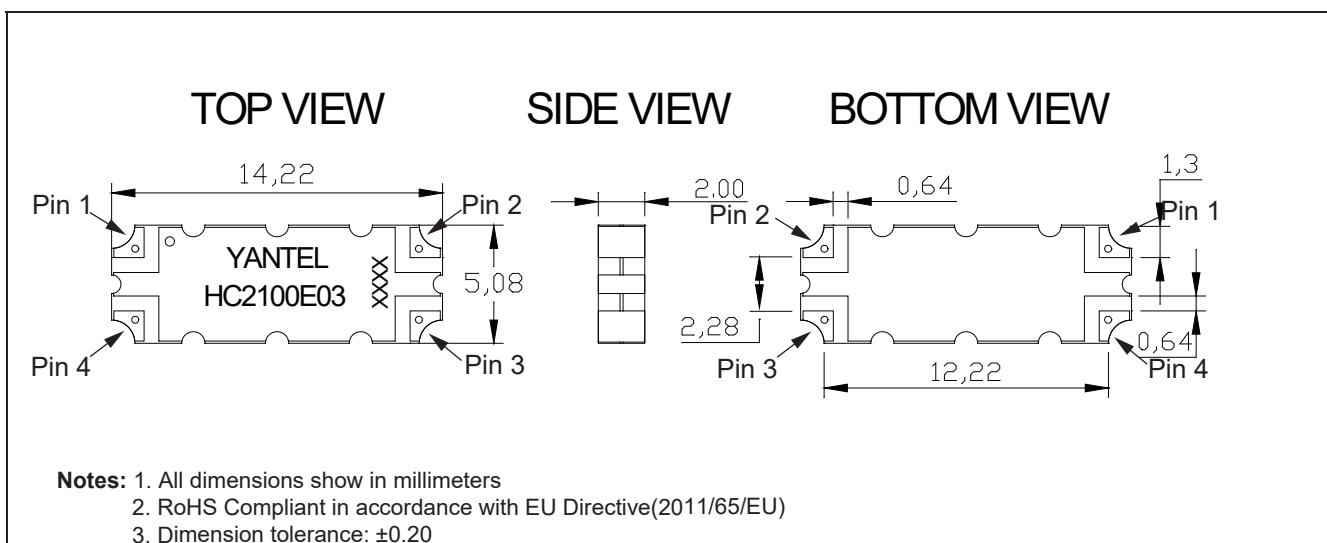 TOP VIEW
SIDE VIEW
BOTTOM VIEW
14,22
Pin 1
Pin 2
YANTEL
HC2100E03
XXXX
5,08
Pin 4
Pin 3
2,00
Pin 2
0,64
1,3
Pin 1
2,28
Pin 3
12,22
0,64
Pin 4
Notes: 1. All dimensions show in millimeters
2. RoHS Compliant in accordance with EU Directive(2011/65/EU)
3. Dimension tolerance: ±0.20